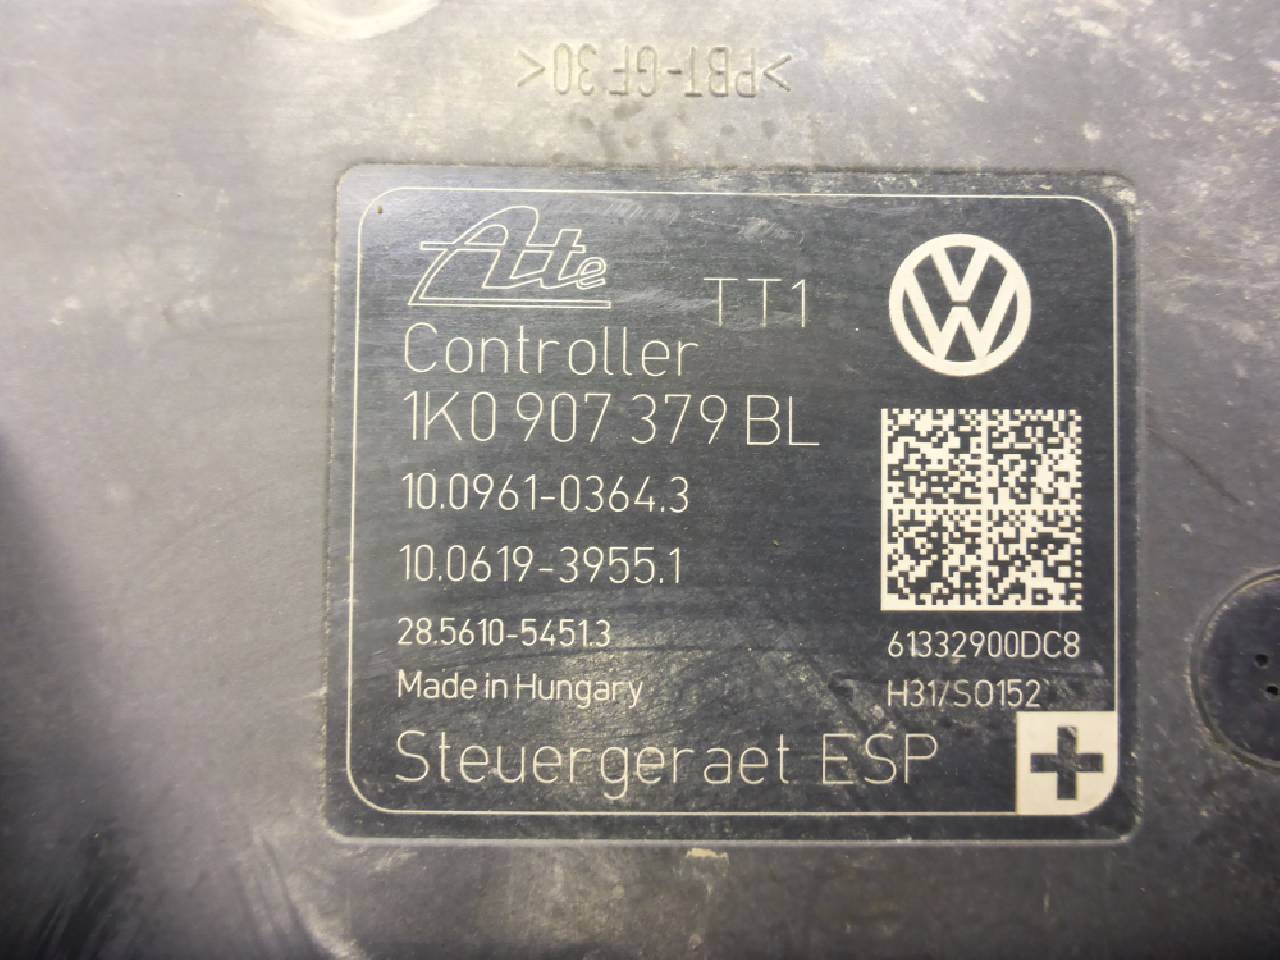 >PBT-GF30<
Ate
TT1
Controller
1K0 907 379 BL
10.0961-0364.3
10.0619-3955.1
28.5610-5451.3
61332900DC8
Made in Hungary
H31/SO152
Steuergeraet ESP